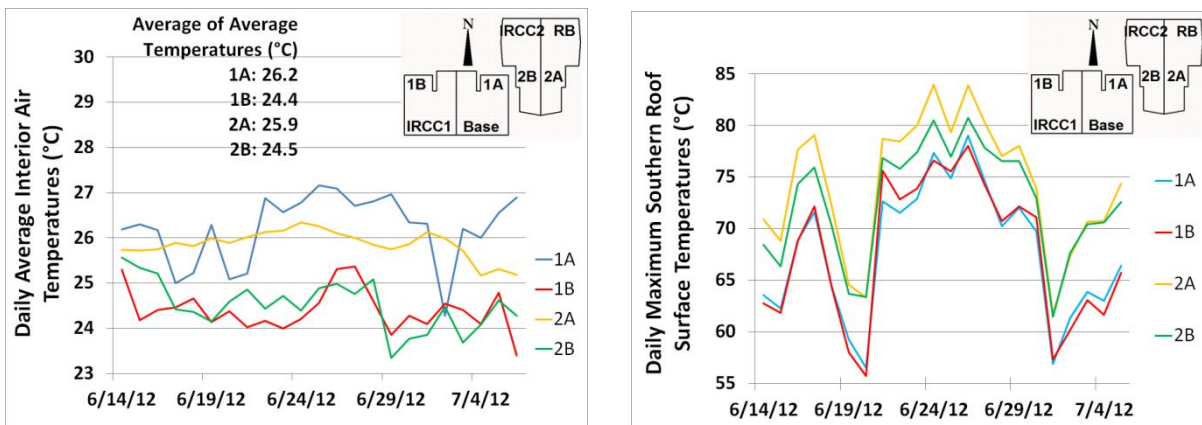 Average of Average
Temperatures (°C)
1A: 26.2
1B: 24.4
2A: 25.9
2B: 24.5
Daily Average Interior Air
Temperatures (°C)
30
29
28
27
26
25
24
23
6/14/12 6/19/12 6/24/12 6/29/12 7/4/12
1A
1B
2A
2B
N
IRCC2 RB
1B 1A 2B 2A
IRCC1 Base
Daily Maximum Southern Roof
Surface Temperatures (°C)
85
80
75
70
65
60
55
6/14/12 6/19/12 6/24/12 6/29/12 7/4/12
1A
1B
2A
2B
N
IRCC2 RB
1B 1A 2B 2A
IRCC1 Base